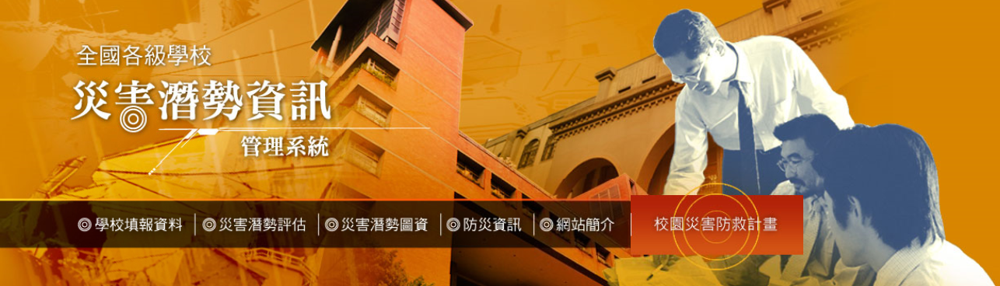 全國各級學校
災害潛勢資訊
管理系統
學校填報資料 災害潛勢評估 災害潛勢圖資 防災資訊 網站簡介 校園災害防救計畫